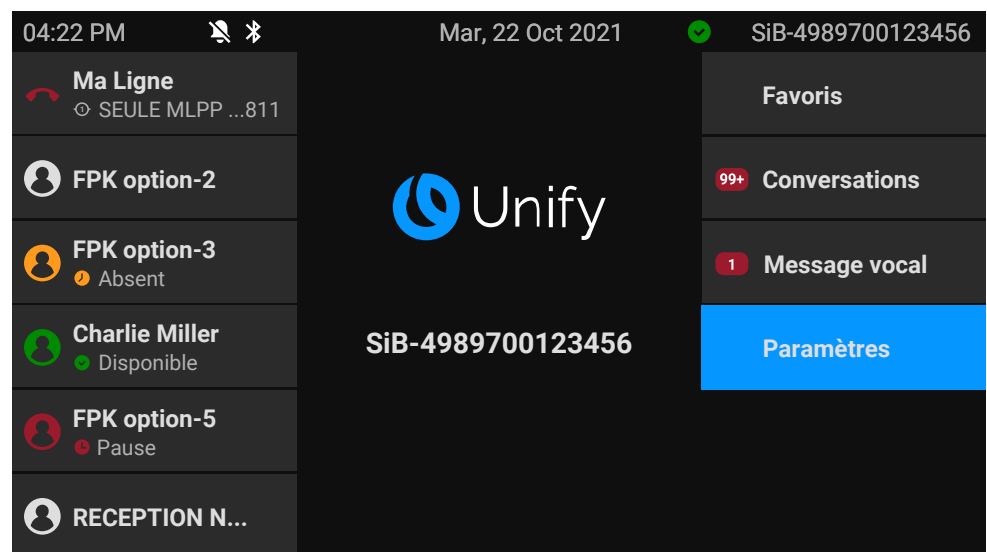 04:22 PM
Mar, 22 Oct 2021
SiB-4989700123456
Ma Ligne
SEULE MLPP ...811
FPK option-2
FPK option-3
Absent
Charlie Miller
Disponible
FPK option-5
Pause
RECEPTION N...
Unify
SiB-4989700123456
Favoris
99+ Conversations
1 Message vocal
Paramètres